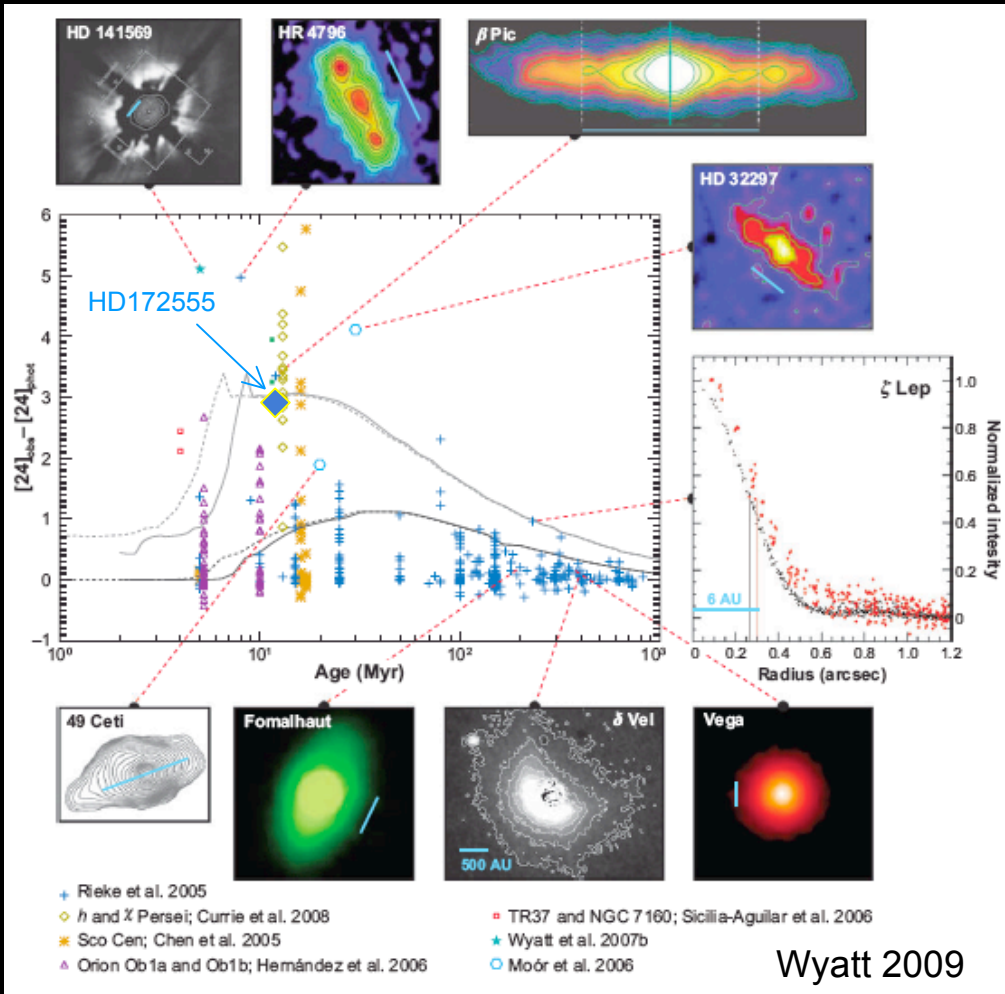 HD 141569
HR 4796
β Pic
HD 32297
HD172555
[24]obs – [24]phot
6
5
4
3
2
1
0
−1
10⁰
10¹
10²
10³
Age (Myr)
ζ Lep
1.0
0.8
0.6
0.4
0.2
0
Normalized intesity
6 AU
0
0.2
0.4
0.6
0.8
1.0
1.2
Radius (arcsec)
49 Ceti
Fomalhaut
δ Vel
500 AU
Vega
Rieke et al. 2005
h and χ Persei; Currie et al. 2008
Sco Cen; Chen et al. 2005
Orion Ob1a and Ob1b; Hernández et al. 2006
TR37 and NGC 7160; Sicilia-Aguilar et al. 2006
Wyatt et al. 2007b
Moór et al. 2006
Wyatt 2009